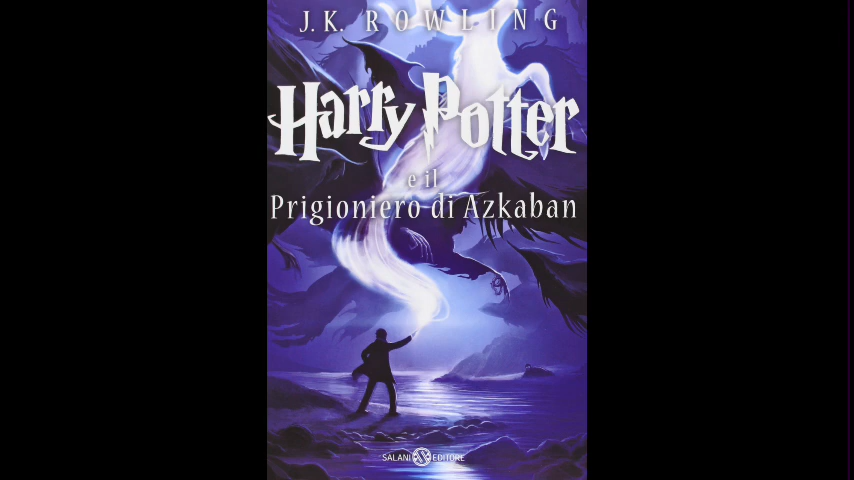 J.K. ROWLING
Harry Potter
e il
Prigioniero di Azkaban
SALANI EDITORE